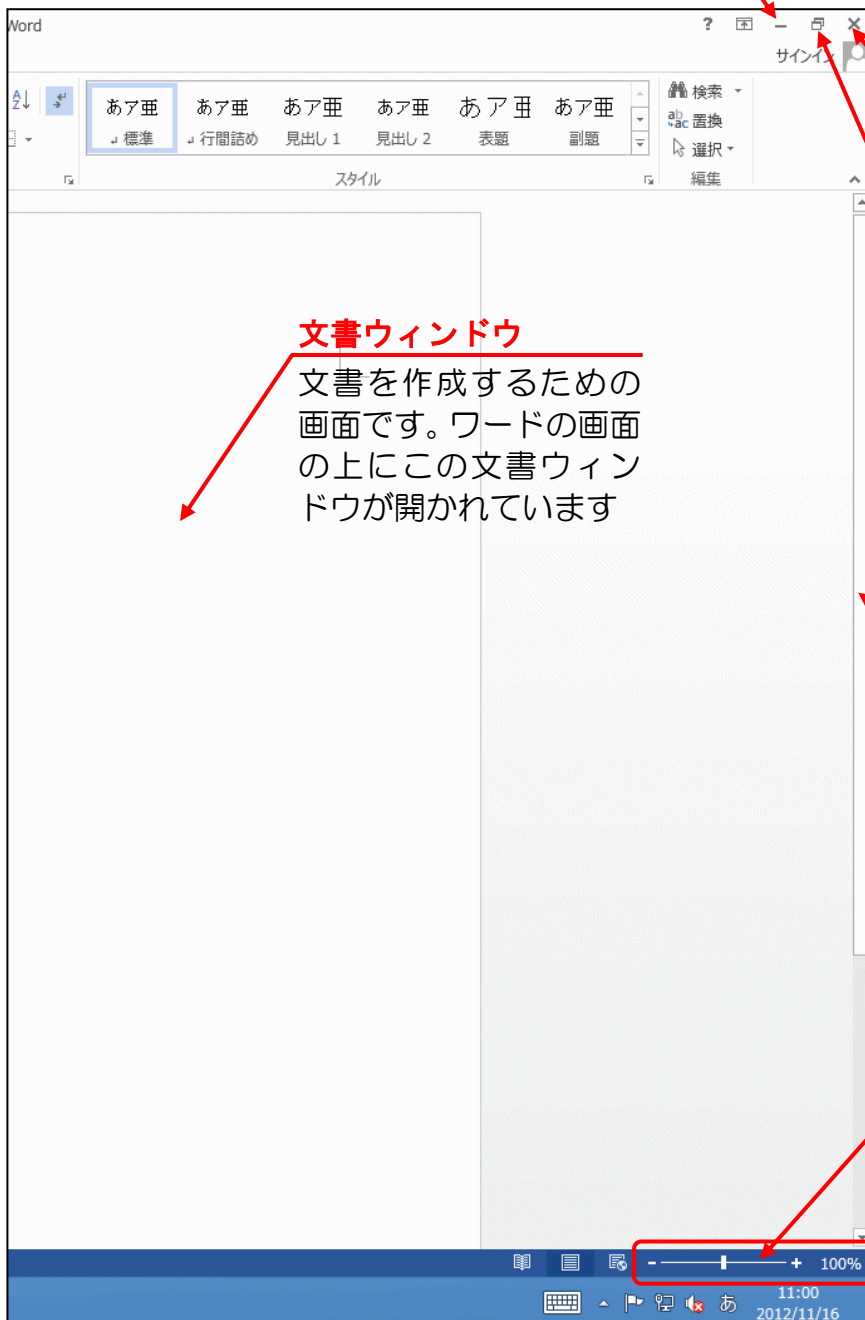 Word
?
サインイン
あア亜 あア亜 あア亜 あア亜 あア亜 あア亜
↲ 標準 ↲ 行間詰め 見出し 1 見出し 2 表題 副題
検索
置換
選択
スタイル
編集
文書ウィンドウ
文書を作成するための
画面です。ワードの画面
の上にこの文書ウィン
ドウが開かれています
- + 100%
あ 11:00
2012/11/16